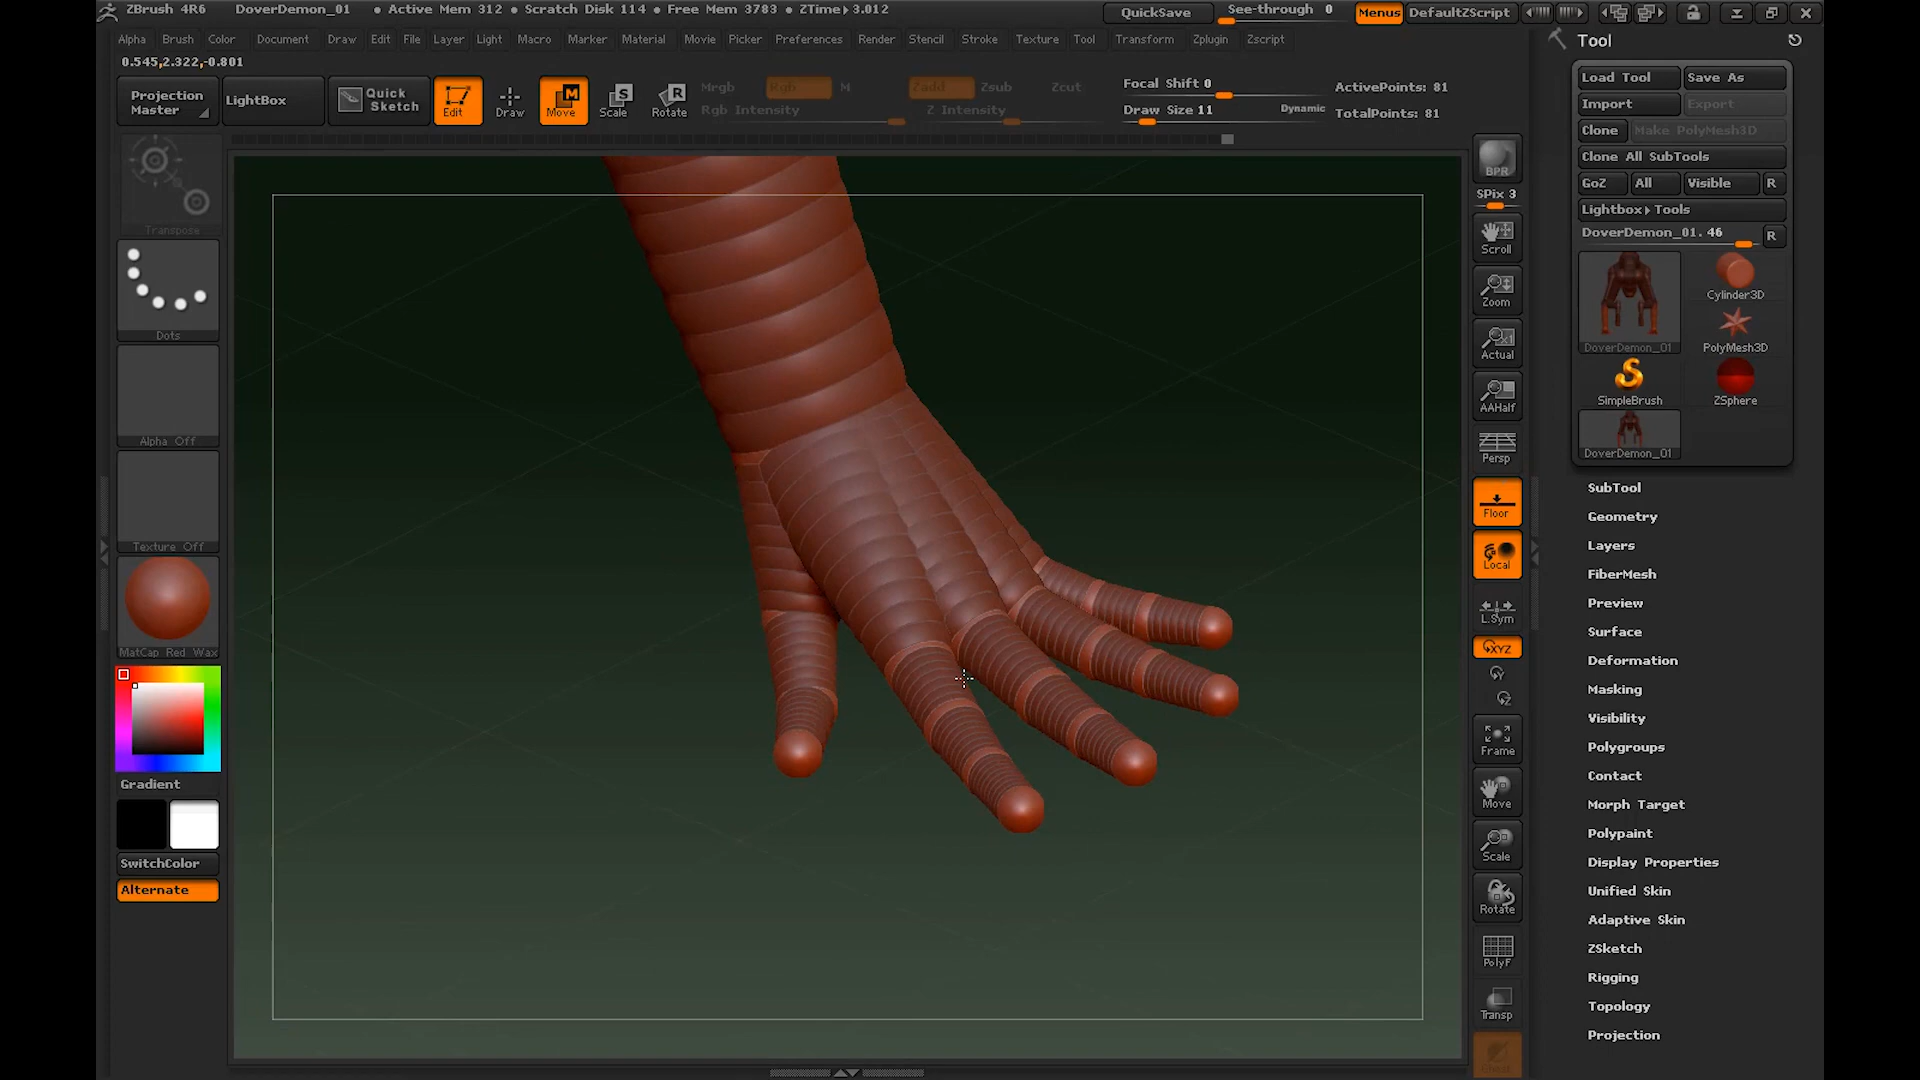 ZBrush 4R6 DoverDemon_01 • Active Mem 312 • Scratch Disk 114 • Free Mem 3783 • ZTime▸3.012 QuickSave See-through 0 Menus DefaultZScript
Alpha Brush Color Document Draw Edit File Layer Light Macro Marker Material Movie Picker Preferences Render Stencil Stroke Texture Tool Transform Zplugin Zscript
0.545,2.322,-0.801
Projection Master
LightBox
Quick Sketch
Edit
Draw
M
Move
S
Scale
R
Rotate
Mrgb Rgb M
Rgb Intensity
Zadd Zsub Zcut
Z Intensity
Focal Shift 0
Draw Size 11
Dynamic
ActivePoints: 81
TotalPoints: 81
Transpose
Dots
Alpha Off
Texture Off
MatCap Red Wax
Gradient
SwitchColor
Alternate
BPR
SPix 3
Scroll
Zoom
Actual
AAHalf
Persp
Floor
Local
L.Sym
XYZ
Y
Z
Frame
Move
Scale
Rotate
PolyF
Transp
Ghost
Tool
Load Tool Save As
Import Export
Clone Make PolyMesh3D
Clone All SubTools
GoZ All Visible R
Lightbox▸Tools
DoverDemon_01. 46 R
DoverDemon_01
Cylinder3D
PolyMesh3D
SimpleBrush
ZSphere
DoverDemon_01
SubTool
Geometry
Layers
FiberMesh
Preview
Surface
Deformation
Masking
Visibility
Polygroups
Contact
Morph Target
Polypaint
Display Properties
Unified Skin
Adaptive Skin
ZSketch
Rigging
Topology
Projection